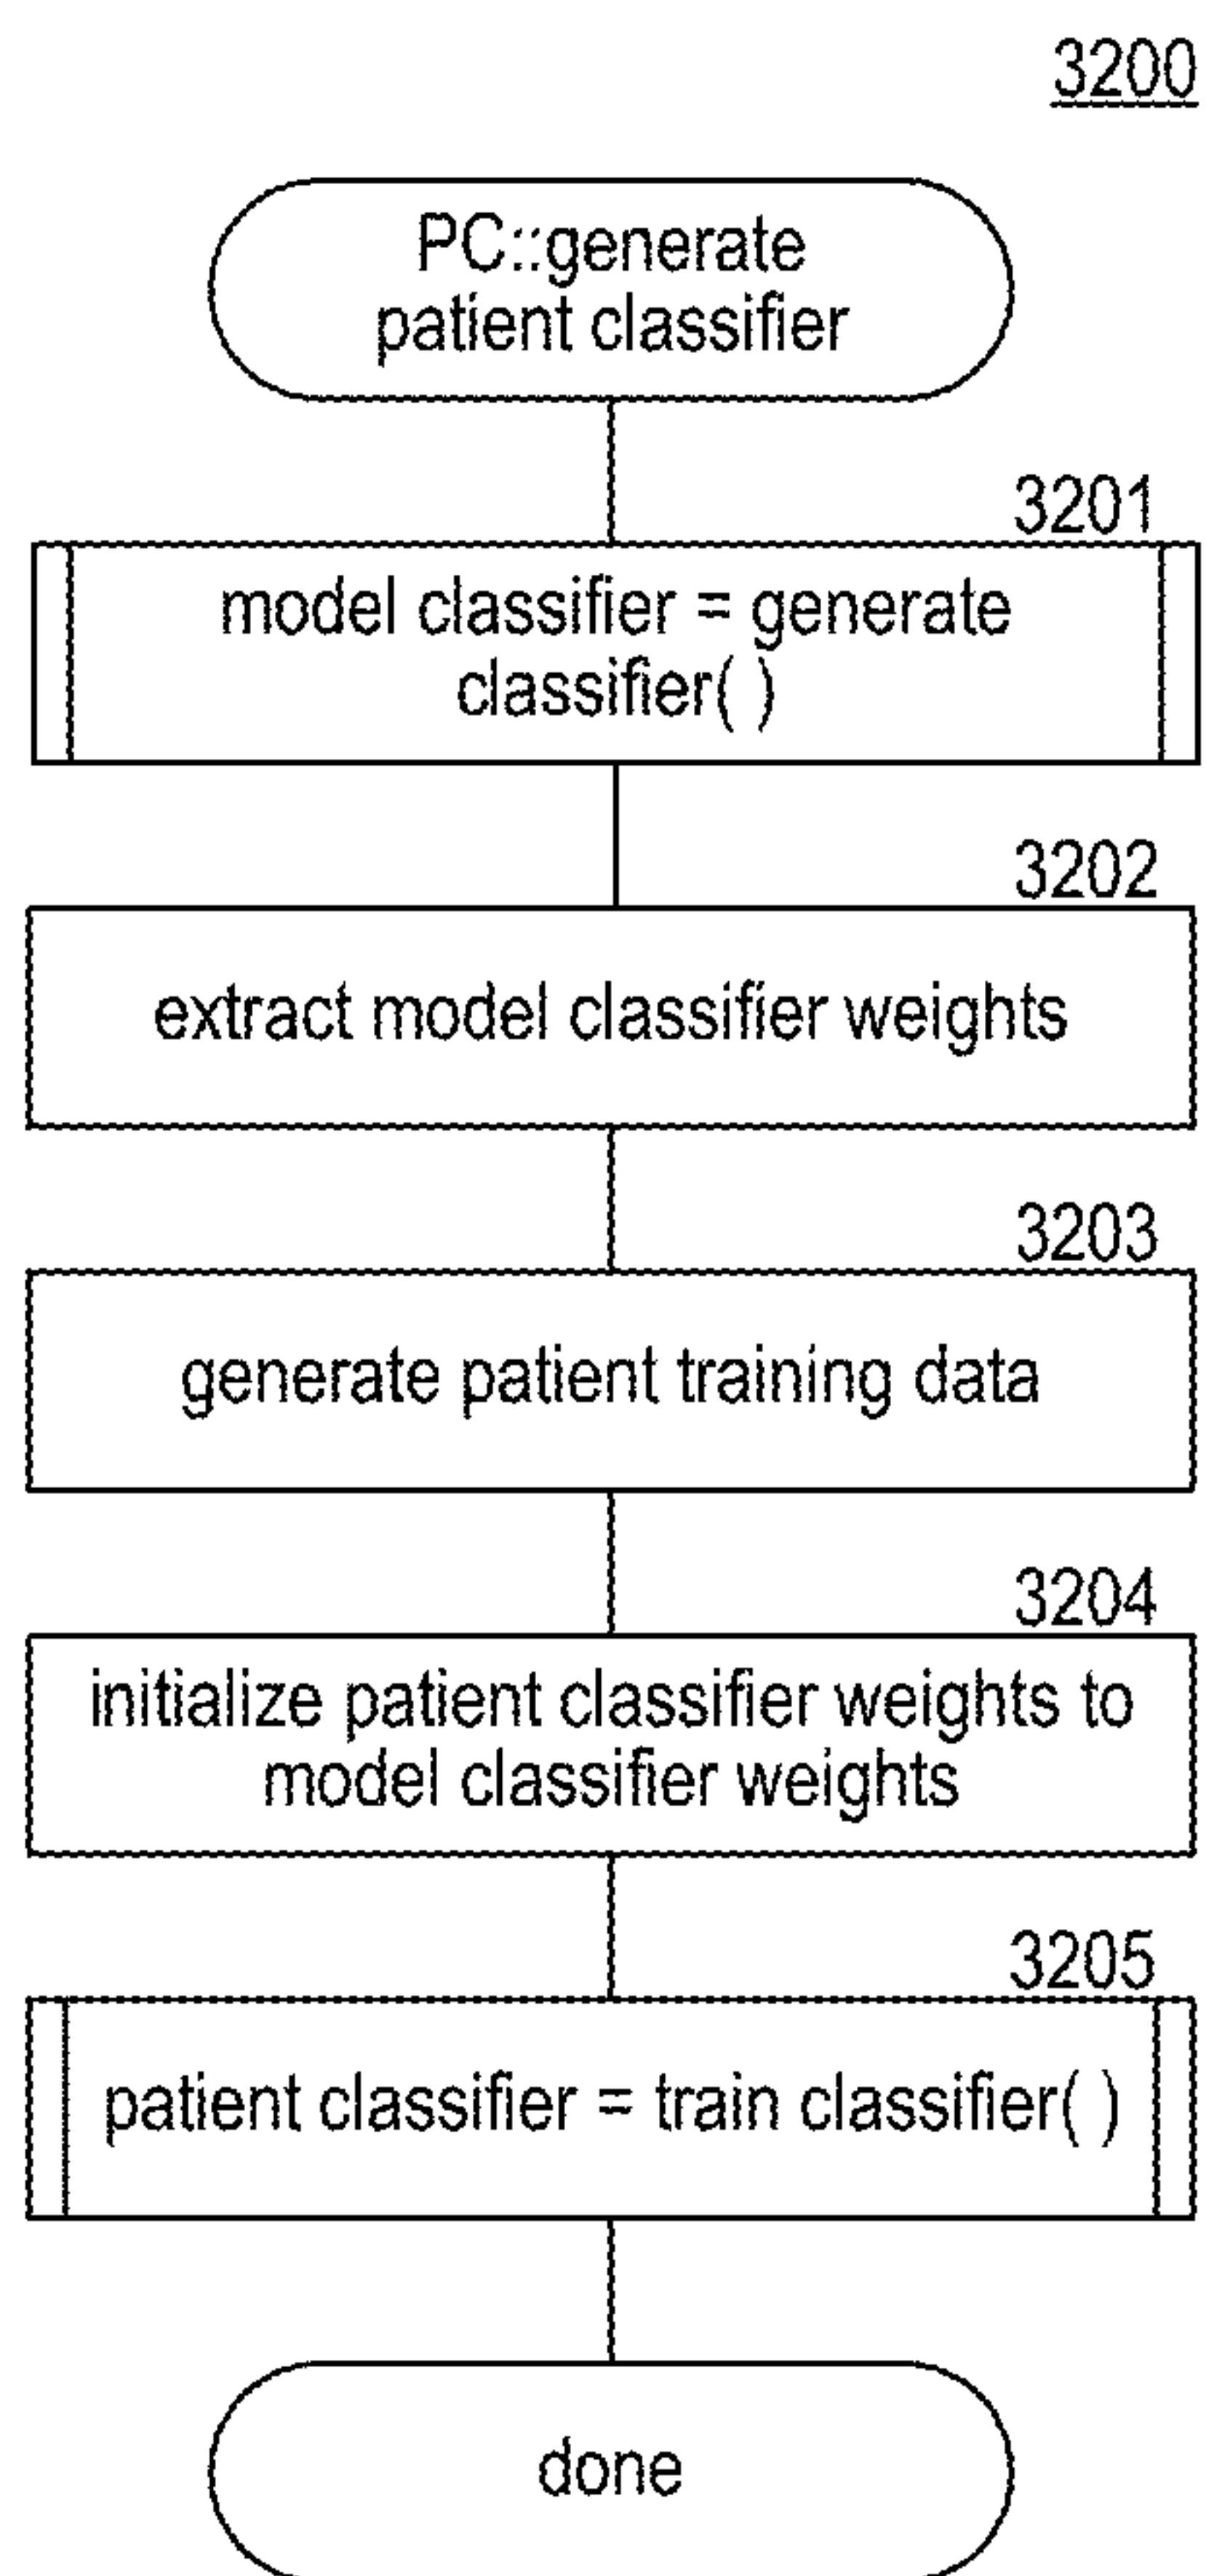 3200
PC::generate
patient classifier
3201
model classifier = generate
classifier( )
3202
extract model classifier weights
3203
generate patient training data
3204
initialize patient classifier weights to
model classifier weights
3205
patient classifier = train classifier( )
done